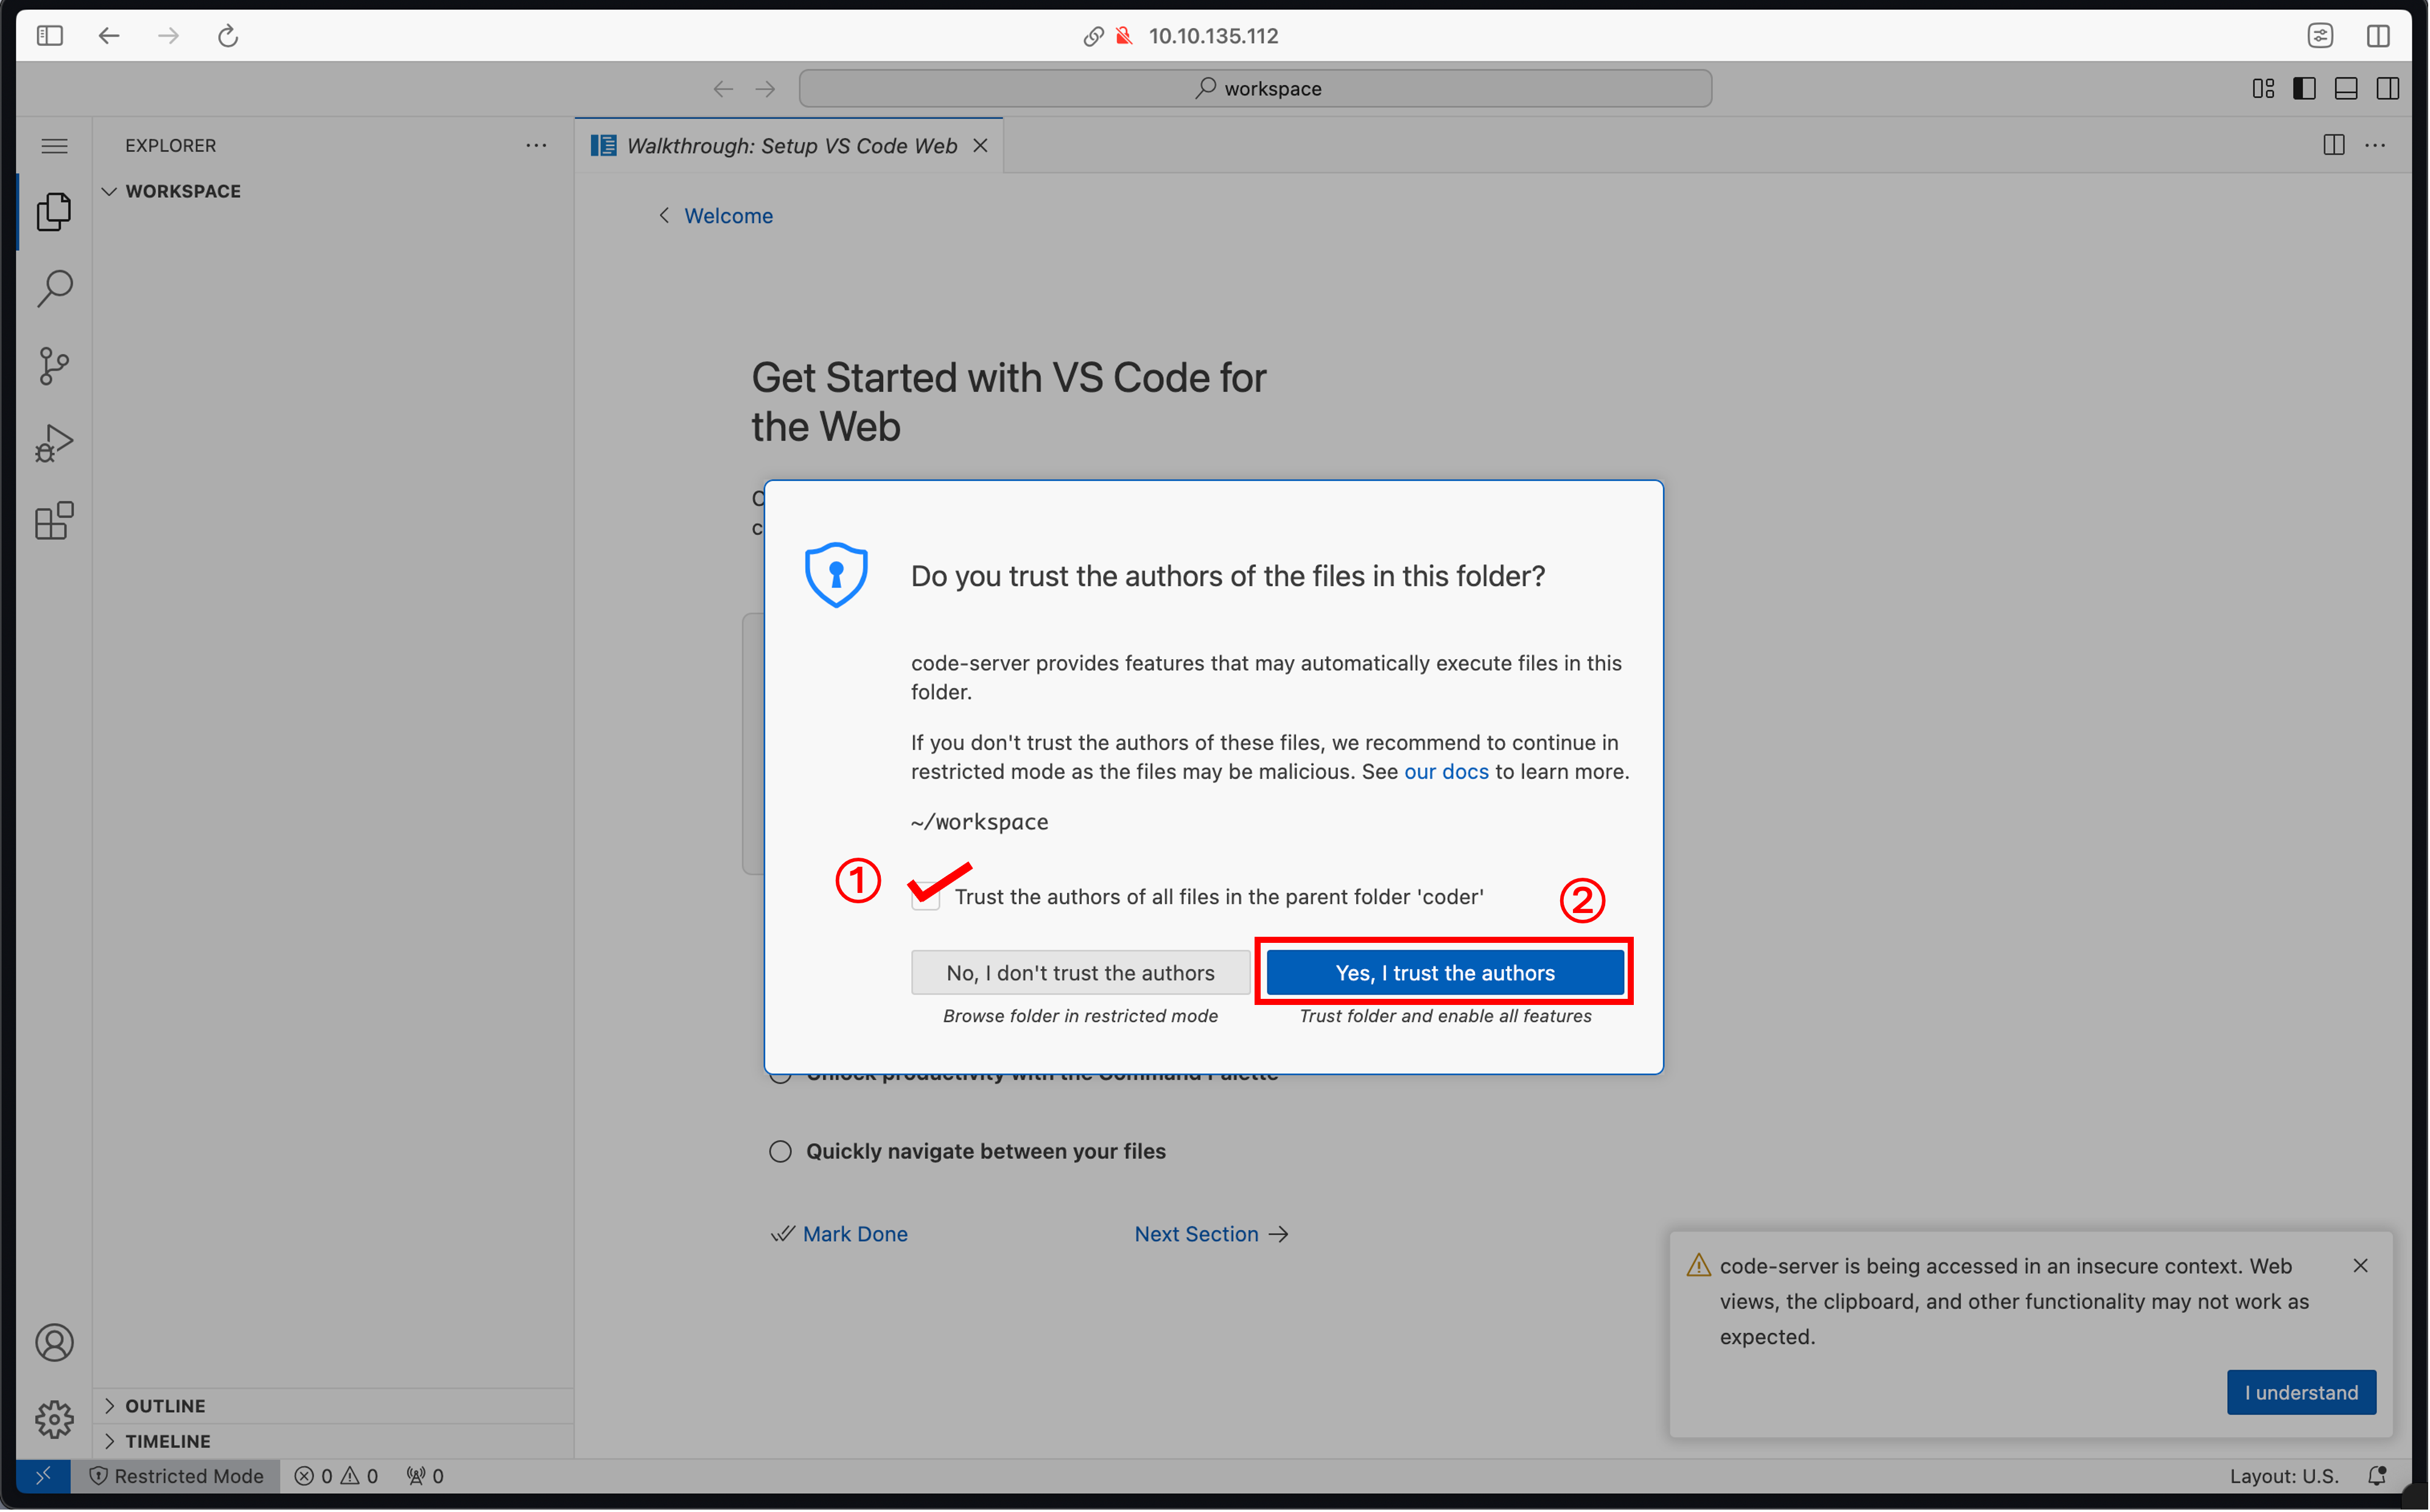 10.10.135.112
workspace
EXPLORER
Walkthrough: Setup VS Code Web
WORKSPACE
Welcome
Get Started with VS Code for
the Web
Do you trust the authors of the files in this folder?
code-server provides features that may automatically execute files in this
folder.
If you don't trust the authors of these files, we recommend to continue in
restricted mode as the files may be malicious. See our docs to learn more.
~/workspace
①
Trust the authors of all files in the parent folder 'coder'
②
No, I don't trust the authors
Yes, I trust the authors
Browse folder in restricted mode
Trust folder and enable all features
Unlock productivity with the Command Palette
Quickly navigate between your files
Mark Done
Next Section
code-server is being accessed in an insecure context. Web
views, the clipboard, and other functionality may not work as
expected.
I understand
OUTLINE
TIMELINE
Restricted Mode
0
0
0
Layout: U.S.